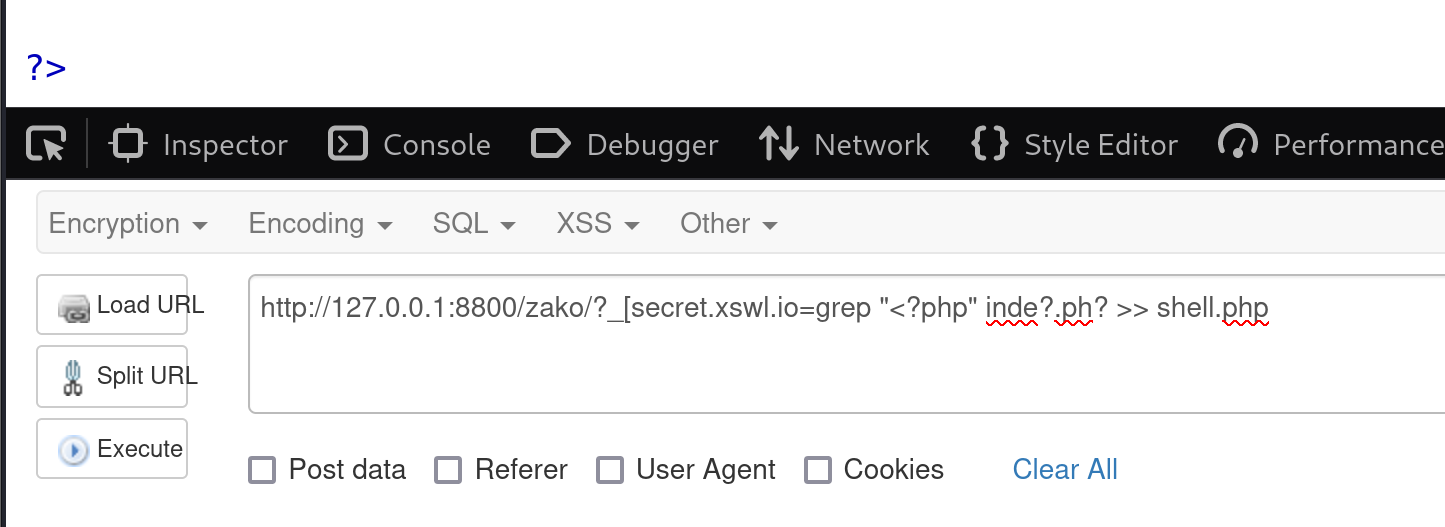 ?>
Inspector Console Debugger Network Style Editor Performance
Encryption Encoding SQL XSS Other
Load URL
http://127.0.0.1:8800/zako/?_[secret.xswl.io=grep "<?php" inde?.ph? >> shell.php
Split URL
Execute
Post data Referer User Agent Cookies Clear All